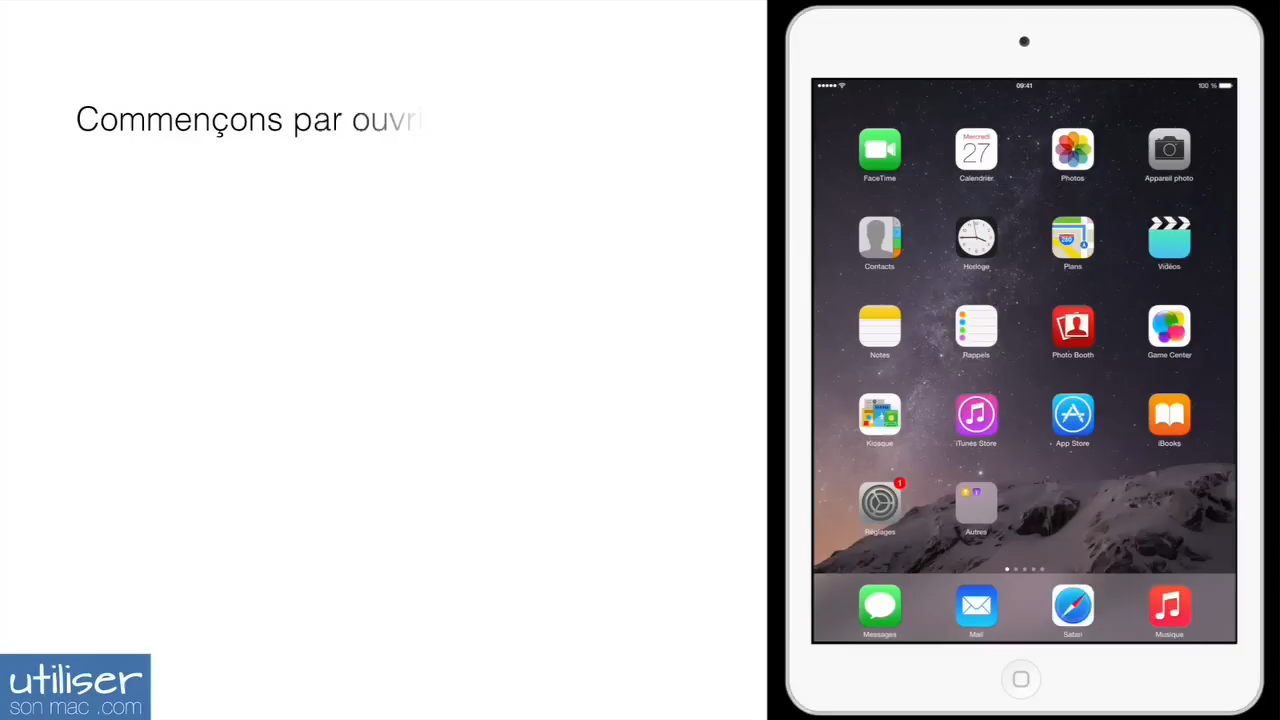 Commençons par ouvri
09:41
100 %
Mercredi
27
FaceTime
Calendrier
Photos
Appareil photo
280
Contacts
Horloge
Plans
Vidéos
Notes
Rappels
Photo Booth
Game Center
Kiosque
iTunes Store
App Store
iBooks
1
Réglages
Autres
Messages
Mail
Safari
Musique
utiliser
son mac .com